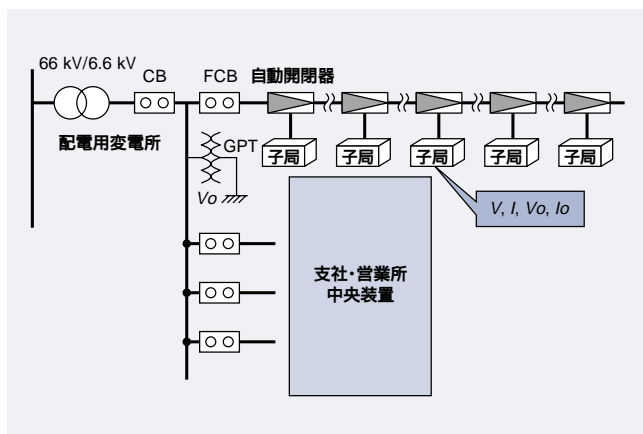 66 kV/6.6 kV
CB
FCB
自動開閉器
配電用変電所
GPT
Vo
子局
子局
子局
子局
子局
V, I, Vo, Io
支社・営業所
中央装置